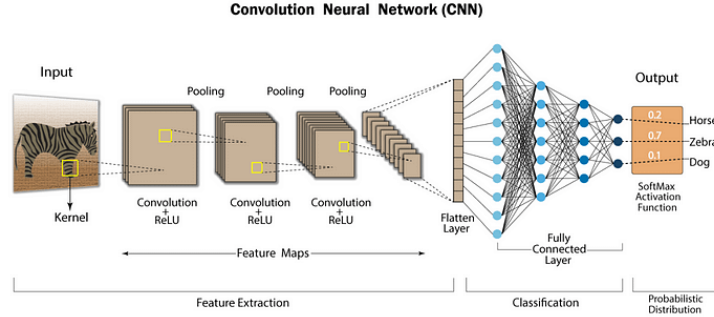 Convolution Neural Network (CNN)
Input
Output
Pooling
Pooling
Pooling
Kernel
Convolution
+
ReLU
Convolution
+
ReLU
Convolution
+
ReLU
Flatten
Layer
Fully
Connected
Layer
0.2
0.7
0.1
Horse
Zebra
Dog
SoftMax
Activation
Function
Feature Maps
Feature Extraction
Classification
Probabilistic
Distribution